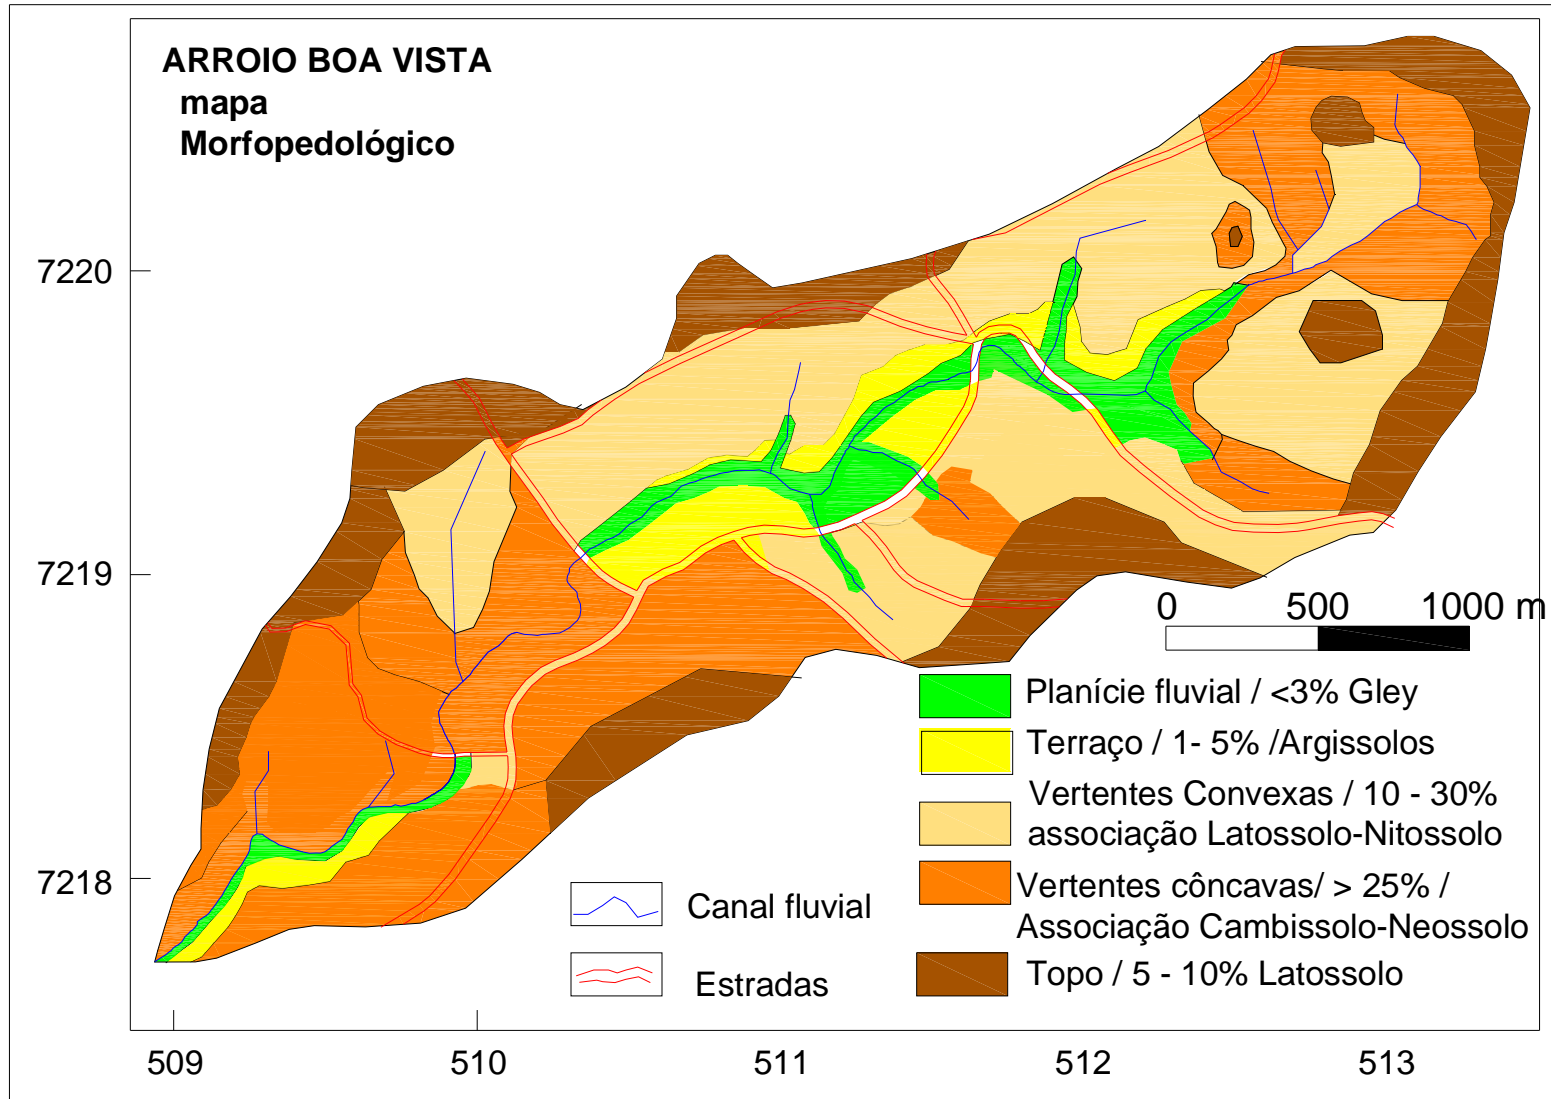 ARROIO BOA VISTA
mapa
Morfopedológico
7220
7219
7218
0 500 1000 m
Planície fluvial / <3% Gley
Terraço / 1- 5% /Argissolos
Vertentes Convexas / 10 - 30%
associação Latossolo-Nitossolo
Vertentes côncavas/ > 25% /
Associação Cambissolo-Neossolo
Topo / 5 - 10% Latossolo
Canal fluvial
Estradas
509 510 511 512 513